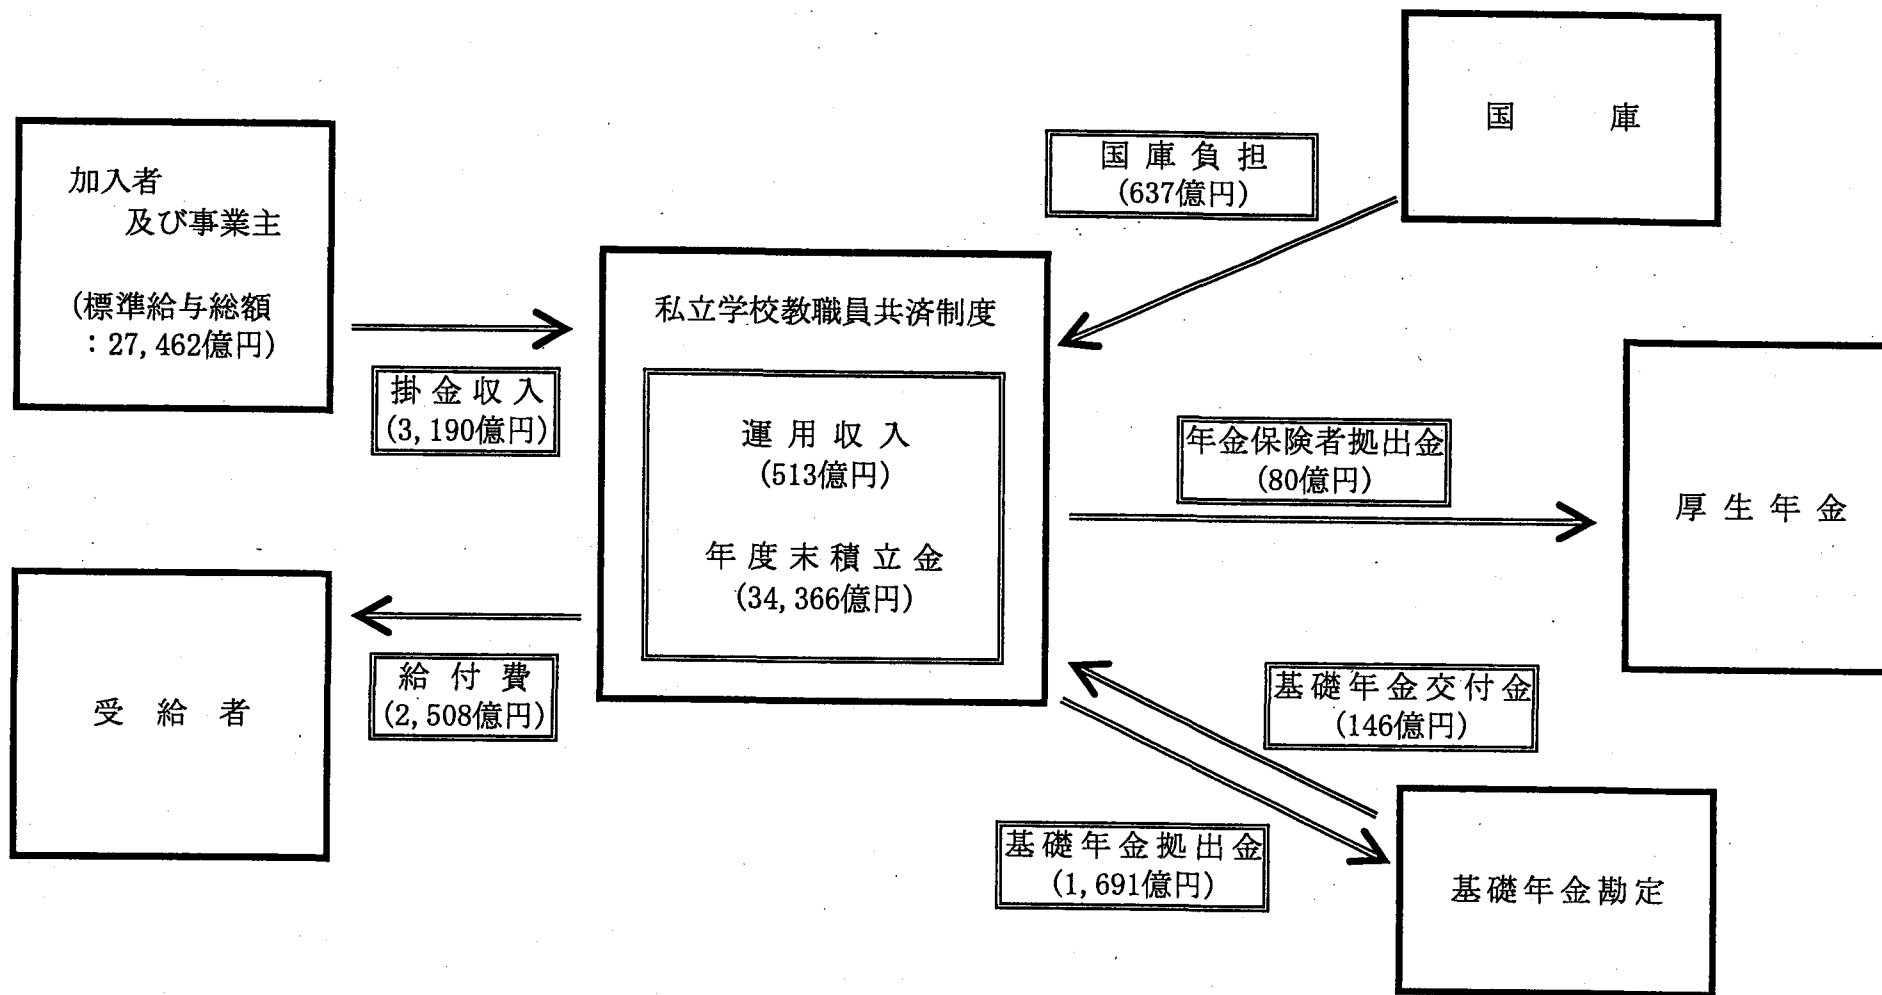 加入者
及び事業主
(標準給与総額
：27,462億円)
掛金収入
(3,190億円)
受給者
給付費
(2,508億円)
私立学校教職員共済制度
運用収入
(513億円)
年度末積立金
(34,366億円)
国庫
国庫負担
(637億円)
年金保険者拠出金
(80億円)
厚生年金
基礎年金交付金
(146億円)
基礎年金拠出金
(1,691億円)
基礎年金勘定